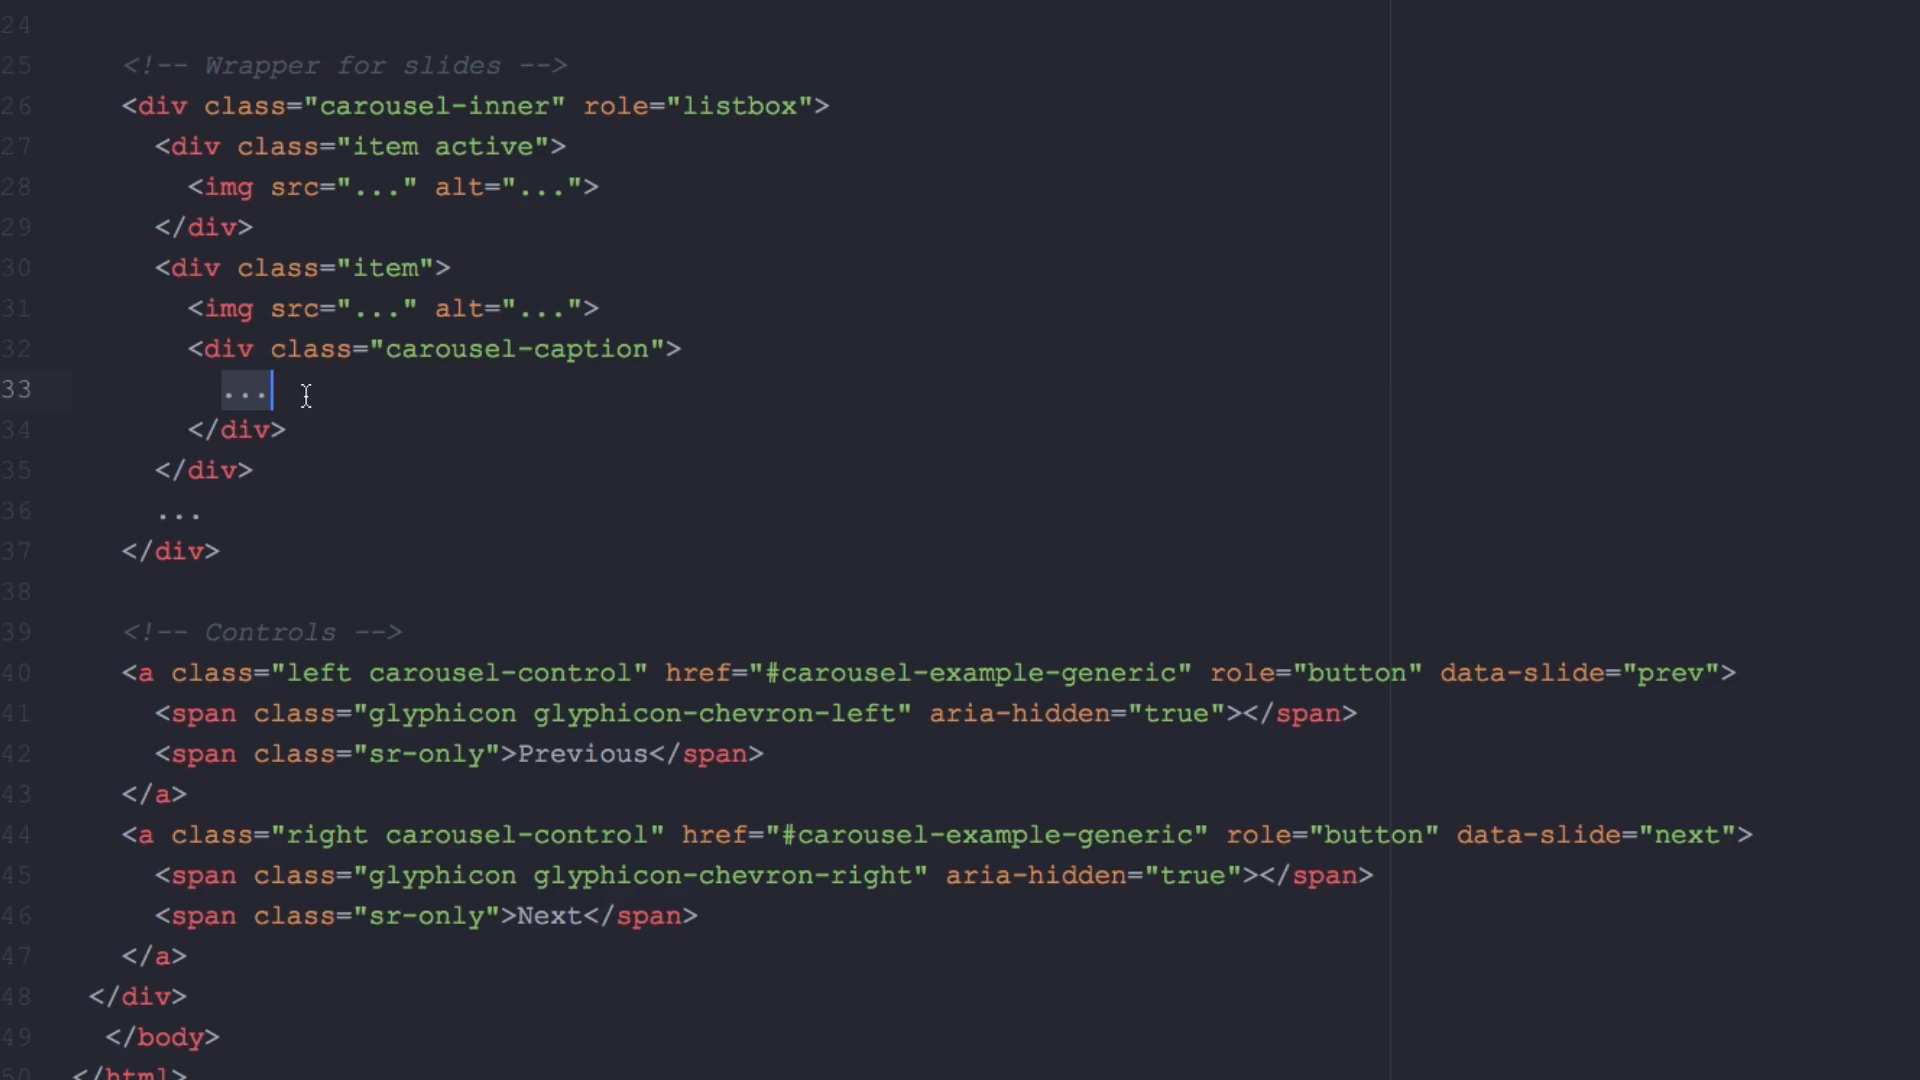 24
25 <!-- Wrapper for slides -->
26 <div class="carousel-inner" role="listbox">
27 <div class="item active">
28 <img src="..." alt="...">
29 </div>
30 <div class="item">
31 <img src="..." alt="...">
32 <div class="carousel-caption">
33 ...
34 </div>
35 </div>
36 ...
37 </div>
38
39 <!-- Controls -->
40 <a class="left carousel-control" href="#carousel-example-generic" role="button" data-slide="prev">
41 <span class="glyphicon glyphicon-chevron-left" aria-hidden="true"></span>
42 <span class="sr-only">Previous</span>
43 </a>
44 <a class="right carousel-control" href="#carousel-example-generic" role="button" data-slide="next">
45 <span class="glyphicon glyphicon-chevron-right" aria-hidden="true"></span>
46 <span class="sr-only">Next</span>
47 </a>
48 </div>
49 </body>
50 </html>